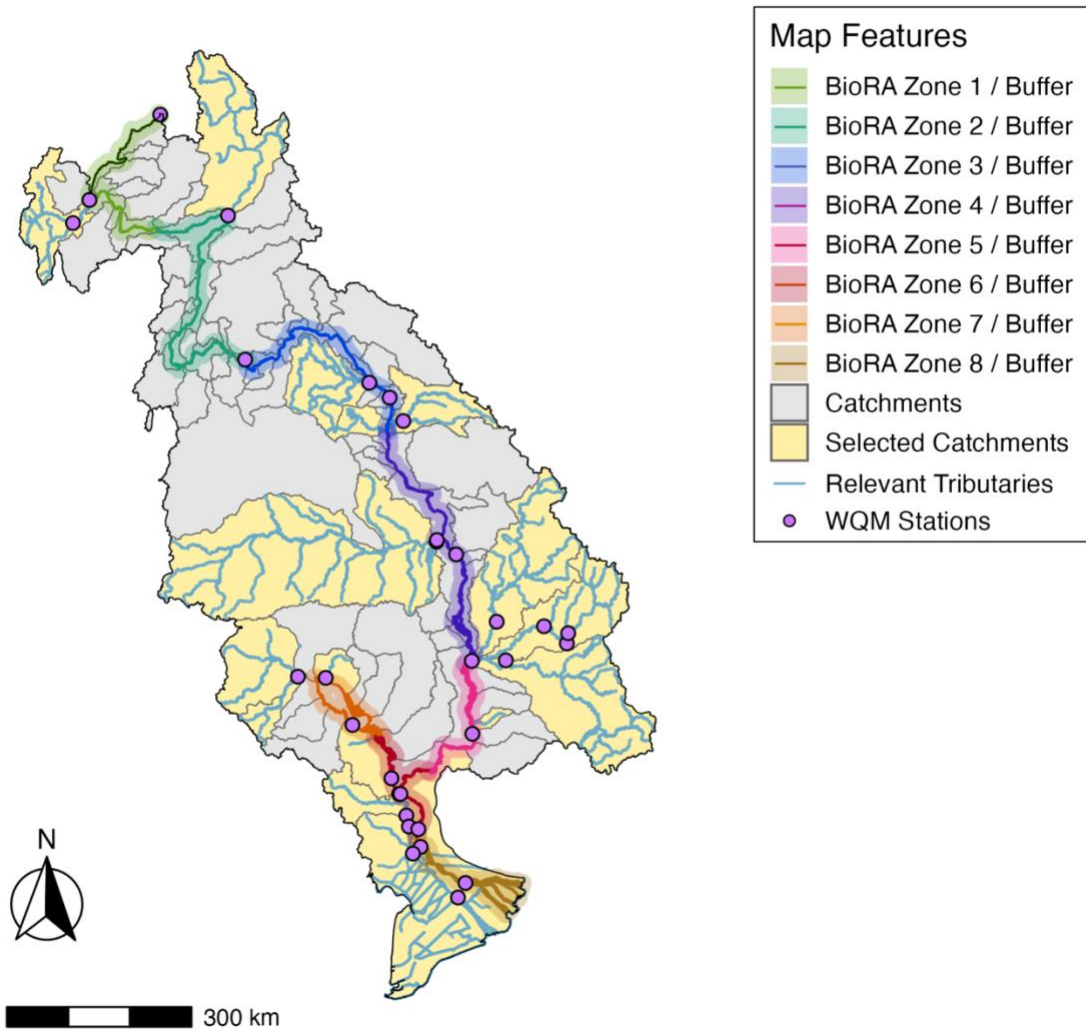 Map Features
BioRA Zone 1 / Buffer
BioRA Zone 2 / Buffer
BioRA Zone 3 / Buffer
BioRA Zone 4 / Buffer
BioRA Zone 5 / Buffer
BioRA Zone 6 / Buffer
BioRA Zone 7 / Buffer
BioRA Zone 8 / Buffer
Catchments
Selected Catchments
Relevant Tributaries
WQM Stations
N
300 km